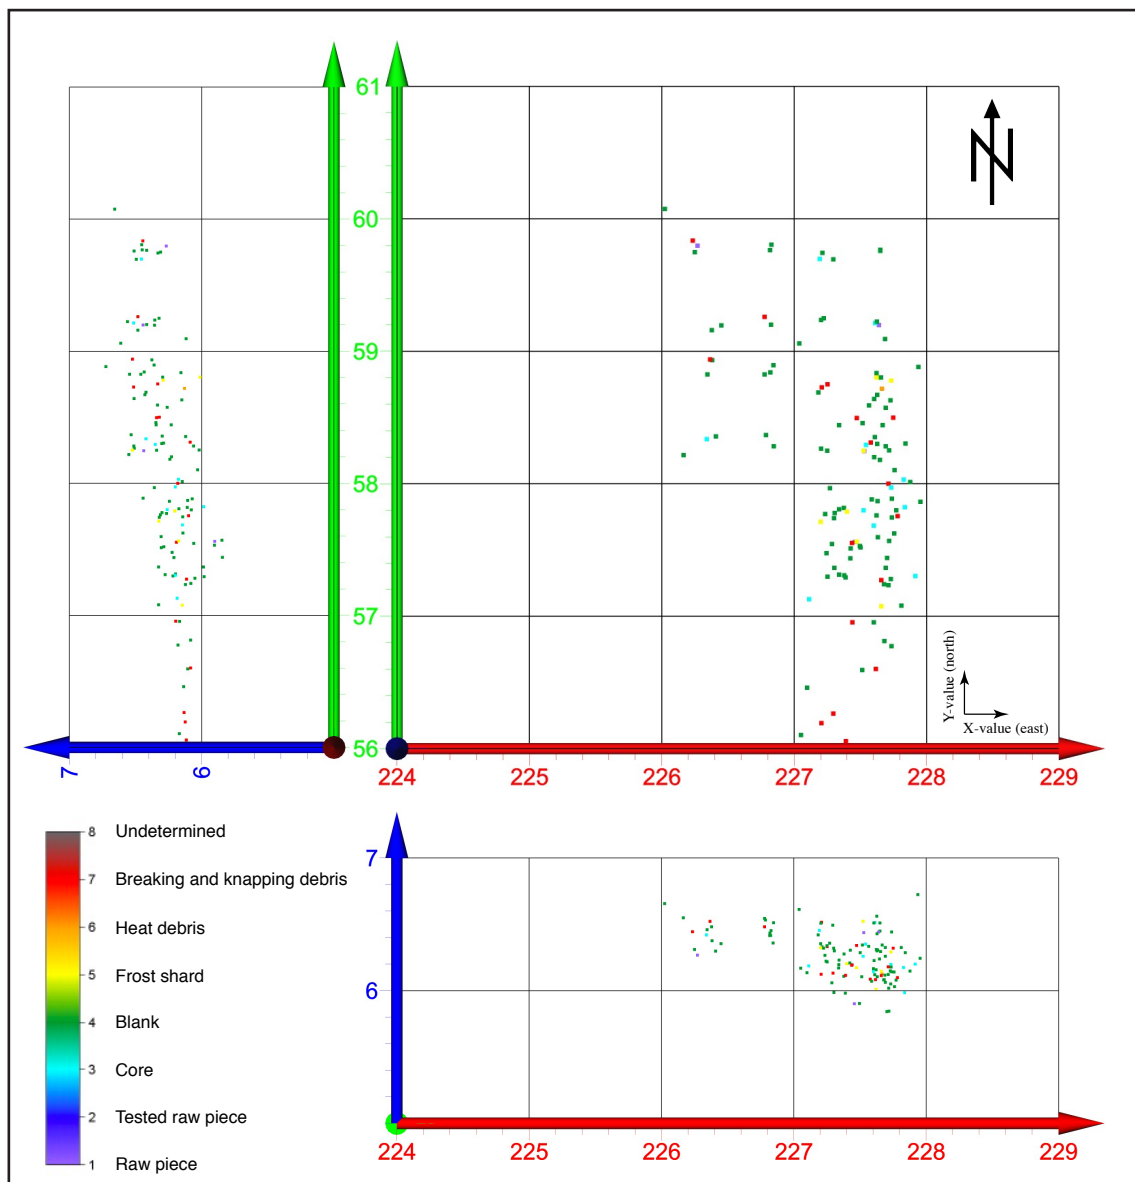 61
60
59
58
57
56
7
6
224
225
226
227
228
229
N
Y-value (north)
X-value (east)
8 Undetermined
7 Breaking and knapping debris
6 Heat debris
5 Frost shard
4 Blank
3 Core
2 Tested raw piece
1 Raw piece
7
6
224
225
226
227
228
229